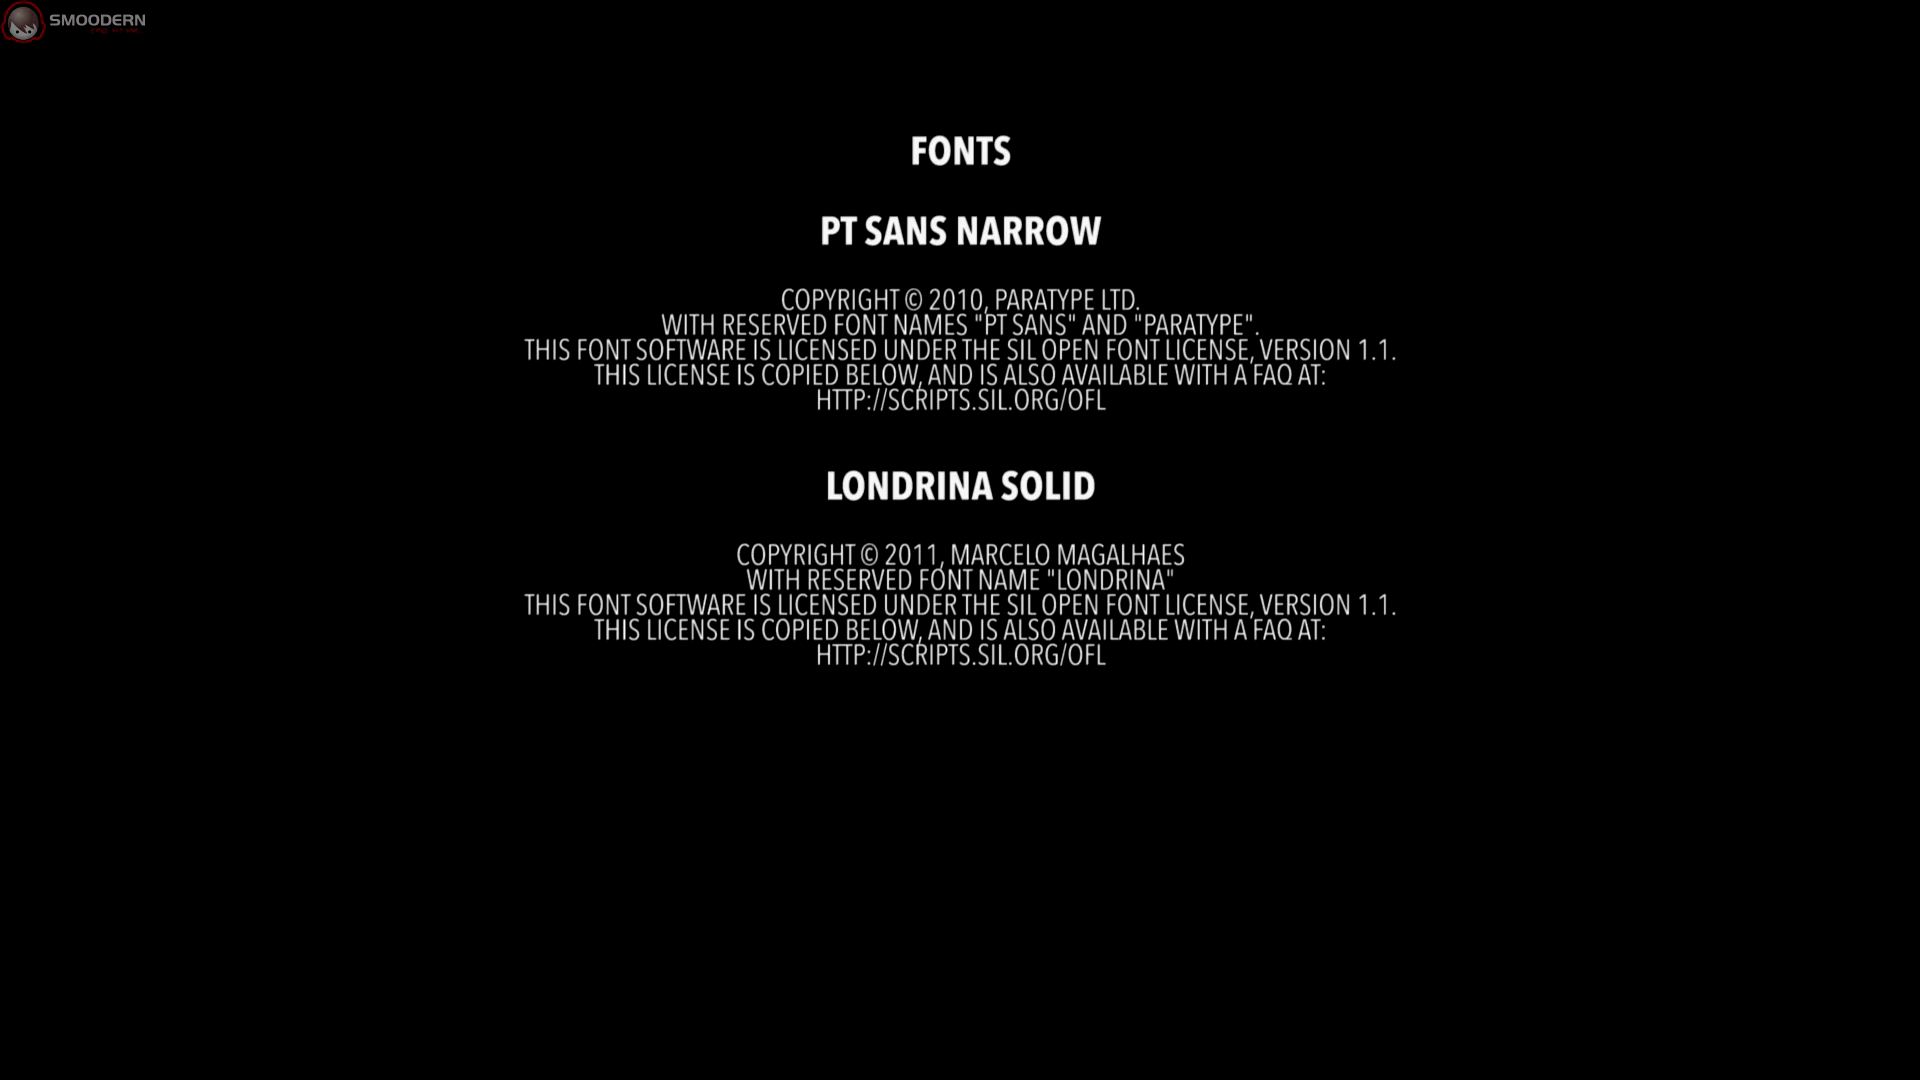 SMOODERN
FONTS
PT SANS NARROW
COPYRIGHT © 2010, PARATYPE LTD.
WITH RESERVED FONT NAMES "PT SANS" AND "PARATYPE".
THIS FONT SOFTWARE IS LICENSED UNDER THE SIL OPEN FONT LICENSE, VERSION 1.1.
THIS LICENSE IS COPIED BELOW, AND IS ALSO AVAILABLE WITH A FAQ AT:
HTTP://SCRIPTS.SIL.ORG/OFL
LONDRINA SOLID
COPYRIGHT © 2011, MARCELO MAGALHAES
WITH RESERVED FONT NAME "LONDRINA"
THIS FONT SOFTWARE IS LICENSED UNDER THE SIL OPEN FONT LICENSE, VERSION 1.1.
THIS LICENSE IS COPIED BELOW, AND IS ALSO AVAILABLE WITH A FAQ AT:
HTTP://SCRIPTS.SIL.ORG/OFL